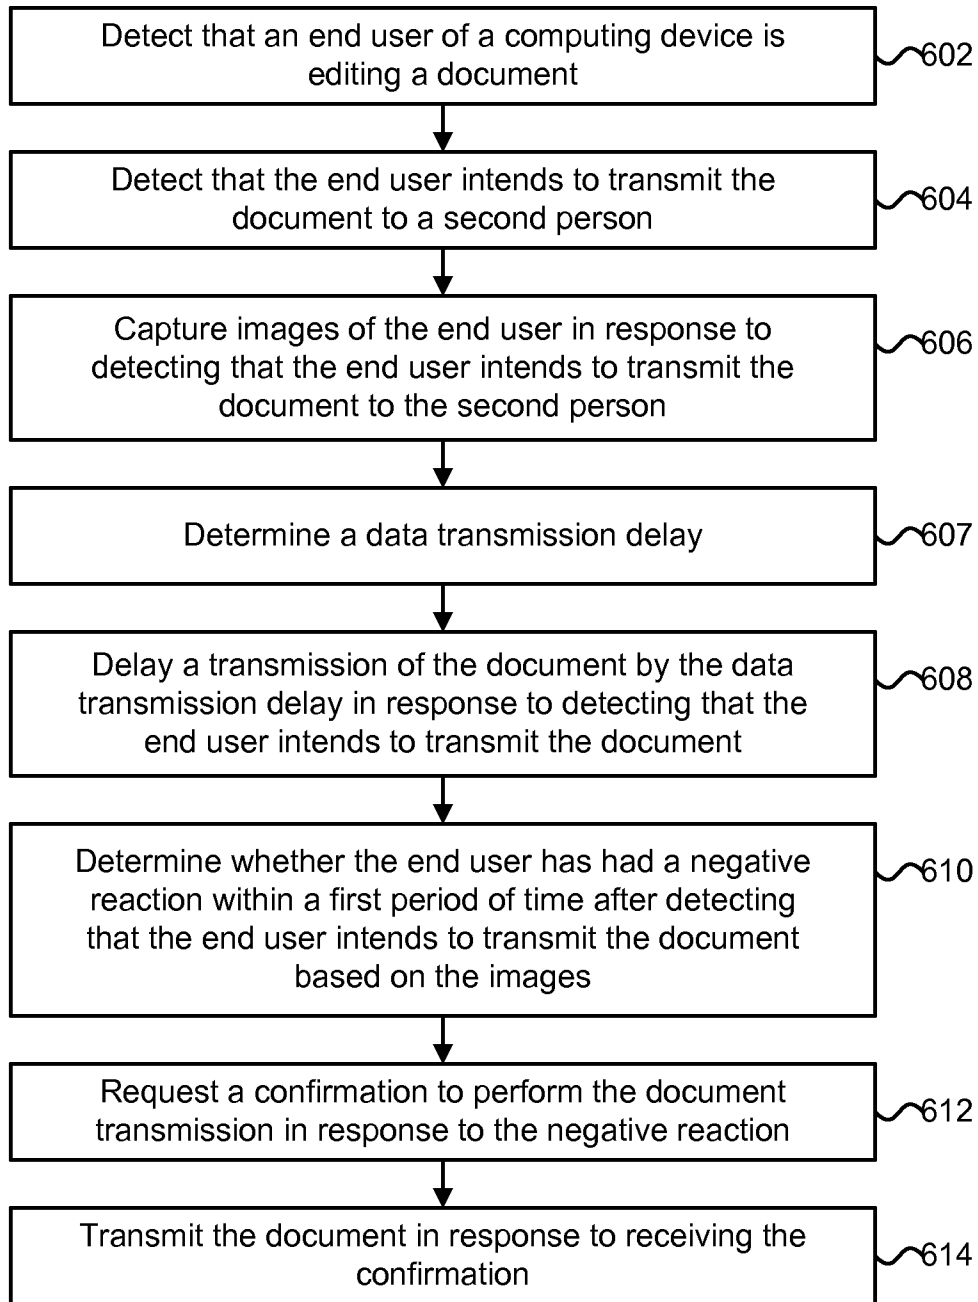 Detect that an end user of a computing device is
editing a document
602
Detect that the end user intends to transmit the
document to a second person
604
Capture images of the end user in response to
detecting that the end user intends to transmit the
document to the second person
606
Determine a data transmission delay
607
Delay a transmission of the document by the data
transmission delay in response to detecting that the
end user intends to transmit the document
608
Determine whether the end user has had a negative
reaction within a first period of time after detecting
that the end user intends to transmit the document
based on the images
610
Request a confirmation to perform the document
transmission in response to the negative reaction
612
Transmit the document in response to receiving the
confirmation
614